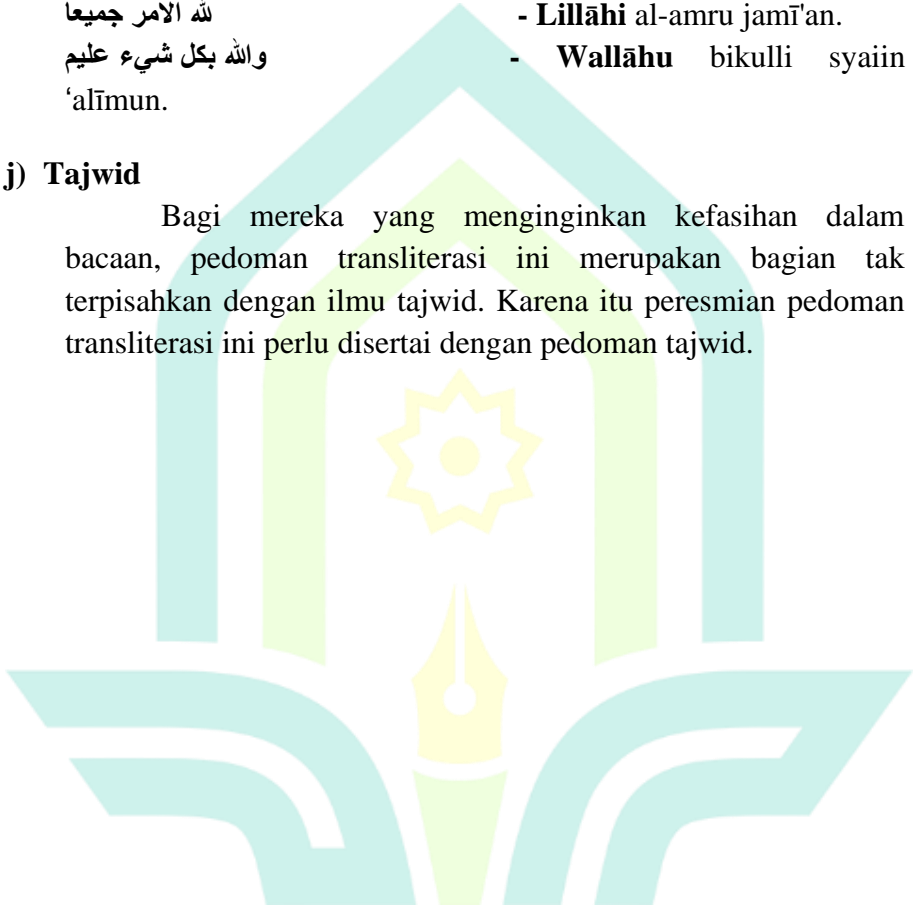 لله الامر جميعا - Lillāhi al-amru jamī'an.
والله بكل شيء عليم - Wallāhu bikulli syaiin
‘alīmun.
j) Tajwid
Bagi mereka yang menginginkan kefasihan dalam
bacaan, pedoman transliterasi ini merupakan bagian tak
terpisahkan dengan ilmu tajwid. Karena itu peresmian pedoman
transliterasi ini perlu disertai dengan pedoman tajwid.